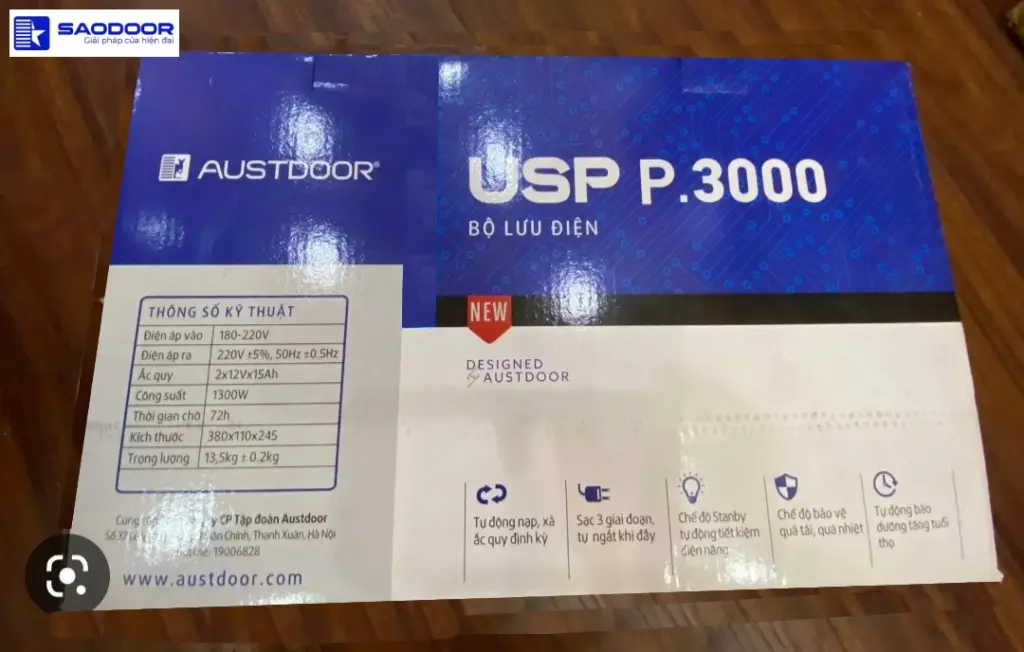 SAODOOR
Giải pháp cửa hiện đại
AUSTDOOR®
USP P.3000
BỘ LƯU ĐIỆN
NEW
DESIGNED
by AUSTDOOR
THÔNG SỐ KỸ THUẬT
Điện áp vào 180-220V
Điện áp ra 220V ±5%, 50Hz ±0.5Hz
Ắc quy 2x12Vx15Ah
Công suất 1300W
Thời gian chờ 72h
Kích thước 380x110x245
Trọng lượng 13,5kg ± 0.2kg
CP Tập đoàn Austdoor
Số 37 Chính, Thanh Xuân, Hà Nội
19006828
www.austdoor.com
Tự động nạp, xả
ắc quy định kỳ
Sạc 3 giai đoạn,
tự ngắt khi đầy
Chế độ Stanby
tự động tiết kiệm
điện năng
Chế độ bảo vệ
quá tải, quá nhiệt
Tự động bảo
dưỡng tăng tuổi
thọ